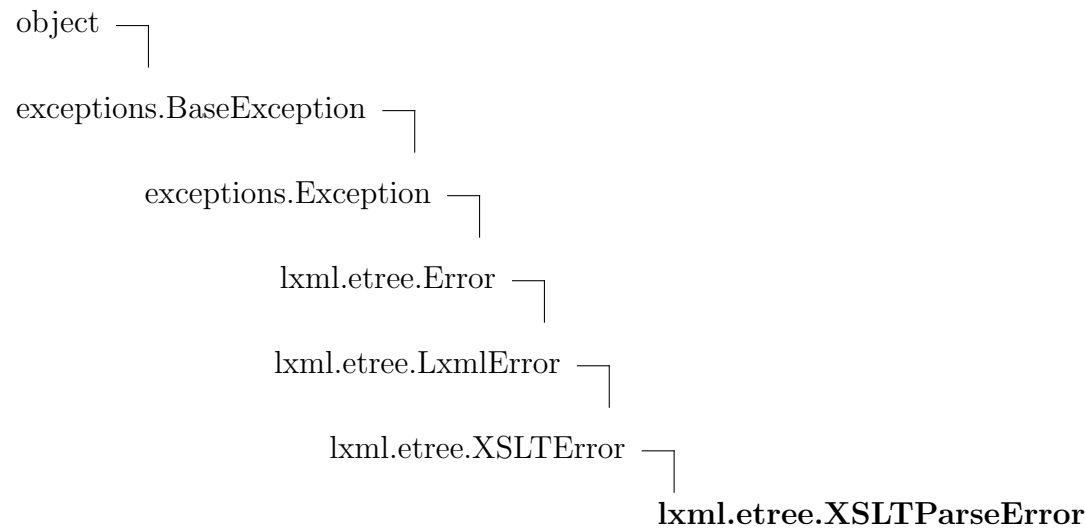 object
exceptions.BaseException
exceptions.Exception
lxml.etree.Error
lxml.etree.LxmlError
lxml.etree.XSLTError
lxml.etree.XSLTParseError